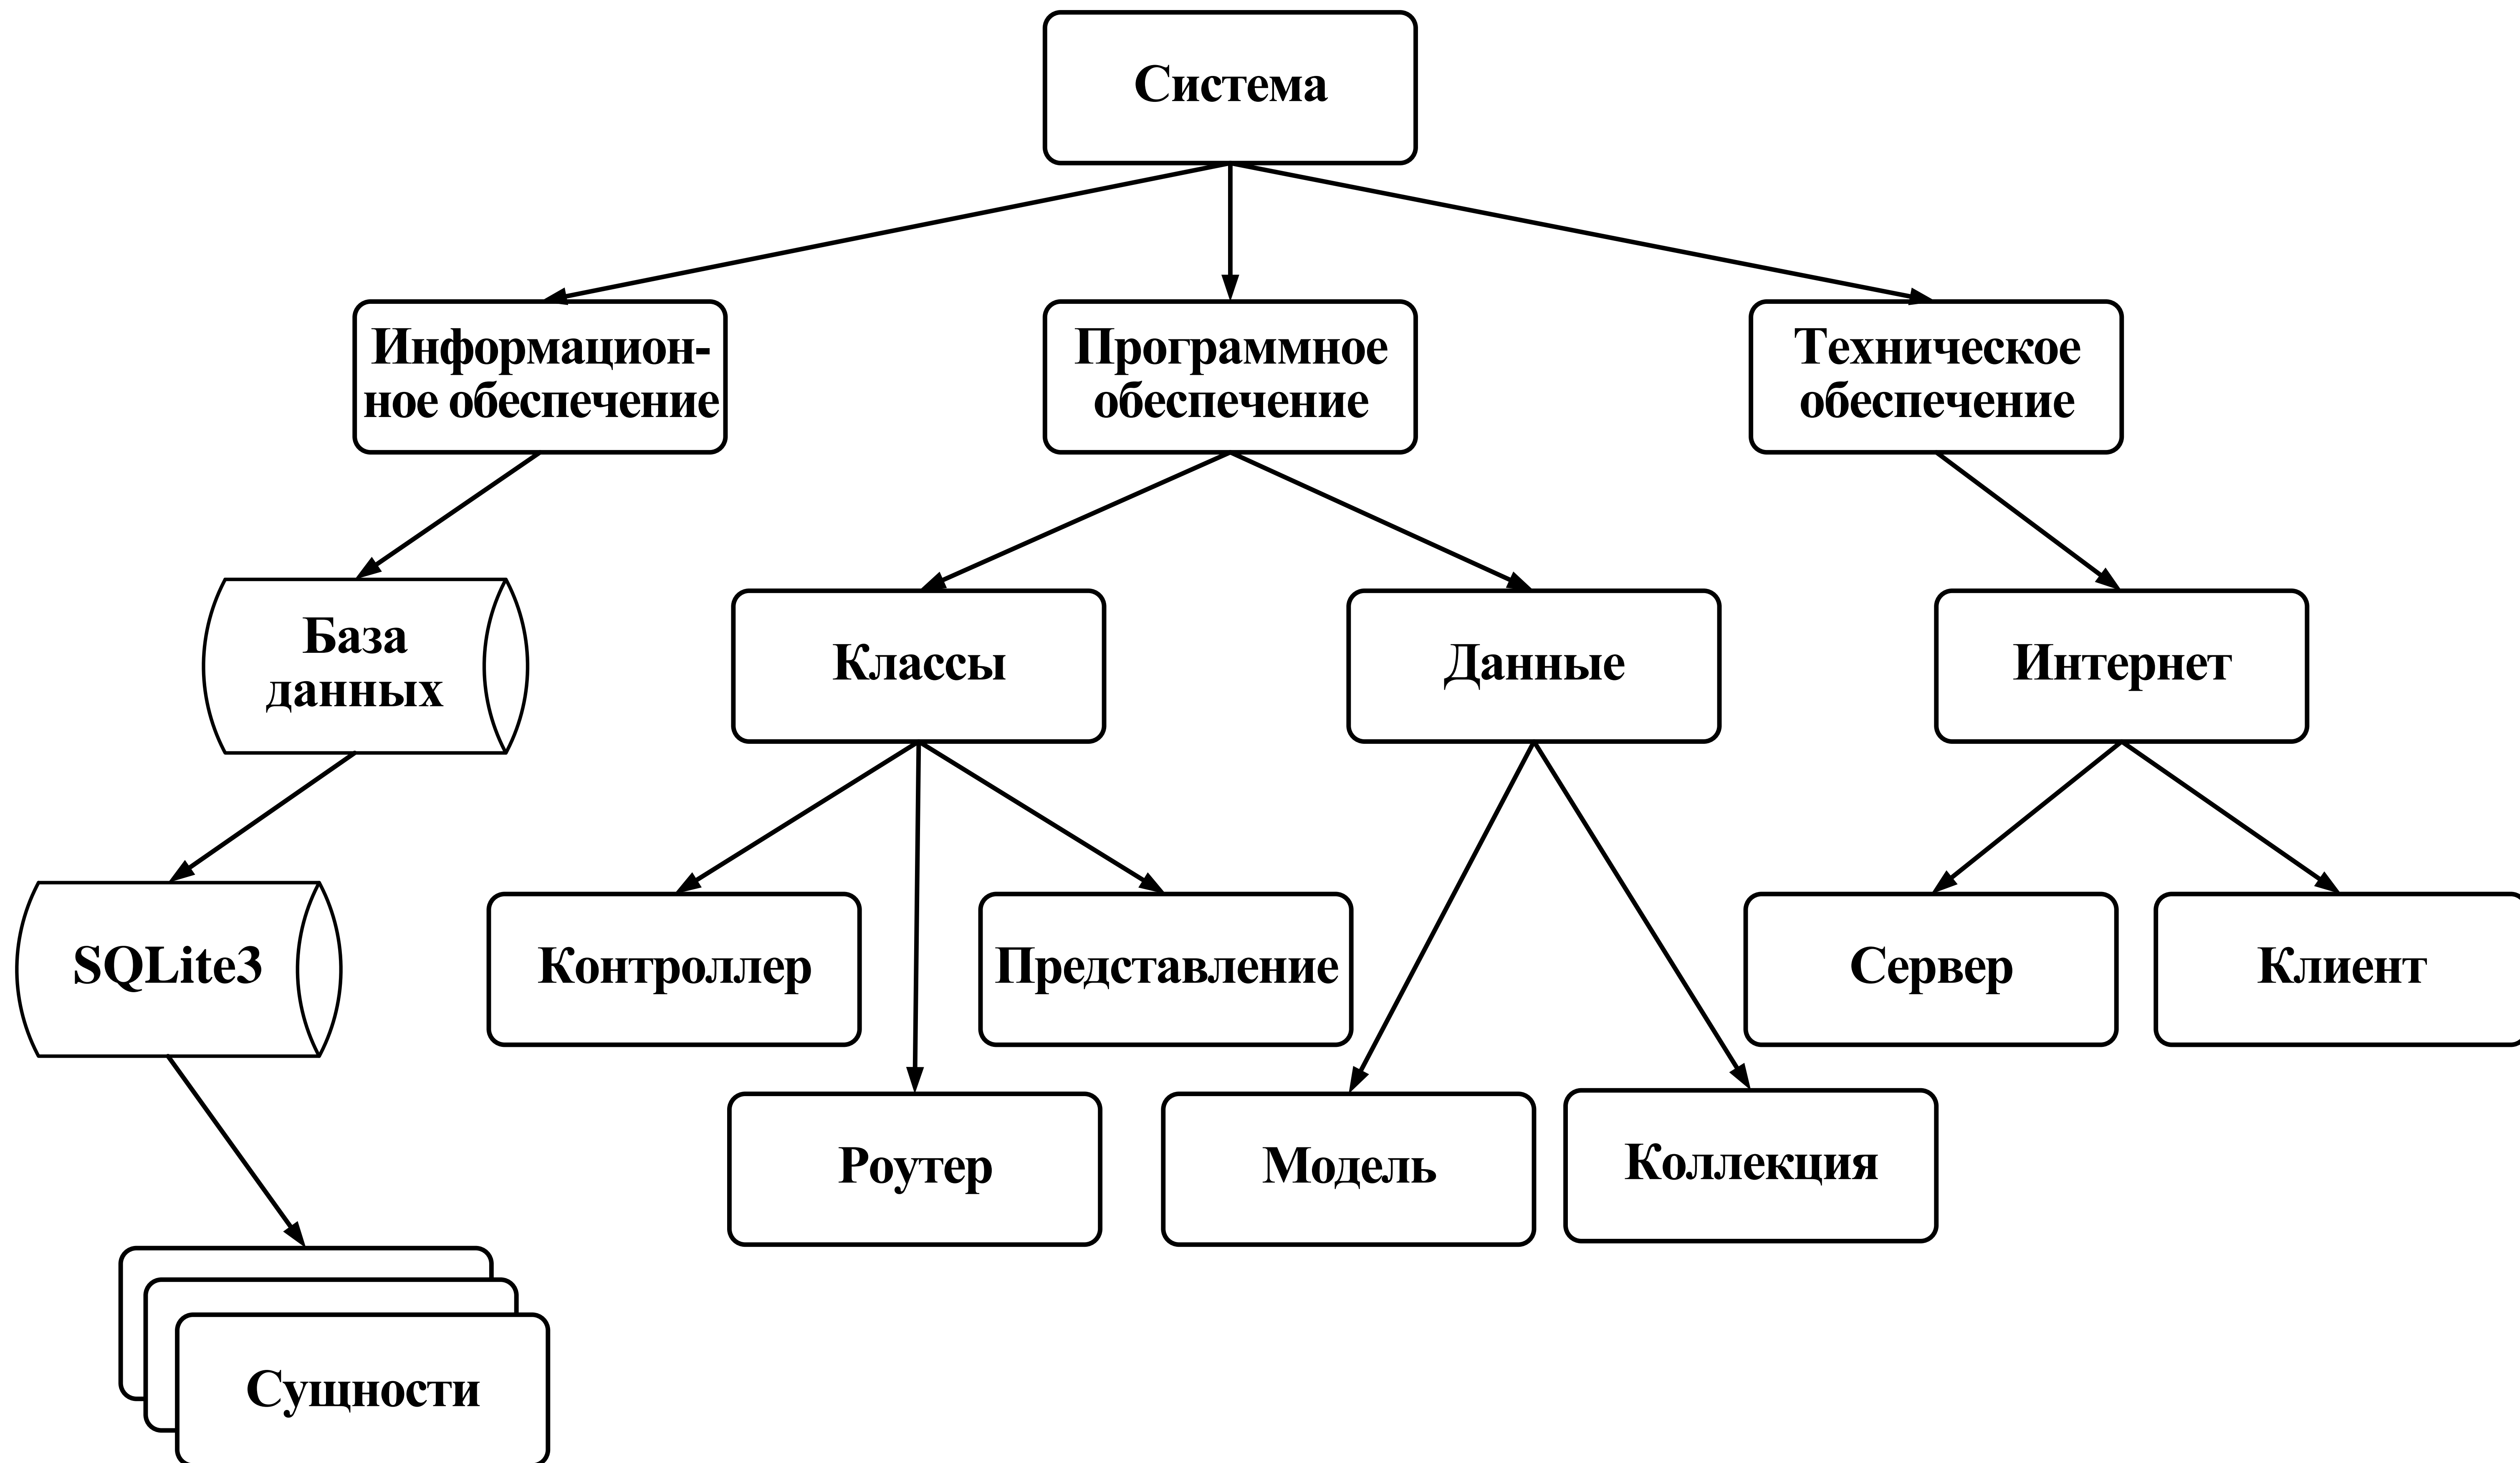 Система
Информацион-
ное обеспечение
Программное
обеспечение
Техническое
обеспечение
База
данных
Классы
Данные
Интернет
SQLite3
Контроллер
Представление
Сервер
Клиент
Роутер
Модель
Коллекция
Сущности